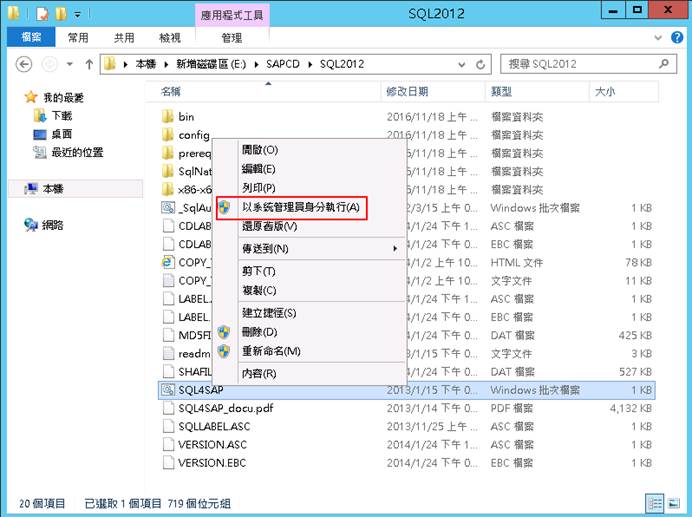 應用程式工具
SQL2012
檔案 常用 共用 檢視 管理
本機 新增磁碟區 (E:) SAPCD SQL2012
搜尋 SQL2012
我的最愛
下載
桌面
最近的位置
本機
網路
名稱 修改日期 類型 大小
bin 2016/11/18 上午 ... 檔案資料夾
config 2016/11/18 上午 ... 檔案資料夾
prereq 2016/11/18 上午 ... 檔案資料夾
SqlNat 2016/11/18 上午 ... 檔案資料夾
x86-x6 2016/11/18 上午 ... 檔案資料夾
_SqlAu 2/3/15 上午 0... Windows 批次檔案 1 KB
CDLAB 4/1/24 下午 1... ASC 檔案 1 KB
CDLAB 4/1/24 下午 0... EBC 檔案 1 KB
COPY_ 4/1/24 下午 0... HTML 文件 78 KB
COPY_ 4/1/24 下午 0... 文字文件 11 KB
LABEL. 4/1/24 下午 1... ASC 檔案 1 KB
LABEL. 4/1/24 下午 0... EBC 檔案 1 KB
MD5FI 4/1/24 下午 0... DAT 檔案 425 KB
readm 4/1/15 下午 0... 文字文件 3 KB
SHAFIL 4/1/24 下午 0... DAT 檔案 527 KB
SQL4SAP 2013/1/15 下午 0... Windows 批次檔案 1 KB
SQL4SAP_docu.pdf 2013/1/14 下午 0... PDF 檔案 4,132 KB
SQLLABEL.ASC 2013/11/25 上午 ... ASC 檔案 1 KB
VERSION.ASC 2014/1/24 下午 0... ASC 檔案 1 KB
VERSION.EBC 2014/1/24 下午 0... EBC 檔案 1 KB
開啟(O)
編輯(E)
列印(P)
以系統管理員身分執行(A)
還原舊版(V)
傳送到(N)
剪下(T)
複製(C)
建立捷徑(S)
刪除(D)
重新命名(M)
內容(R)
20 個項目 已選取 1 個項目 719 個位元組